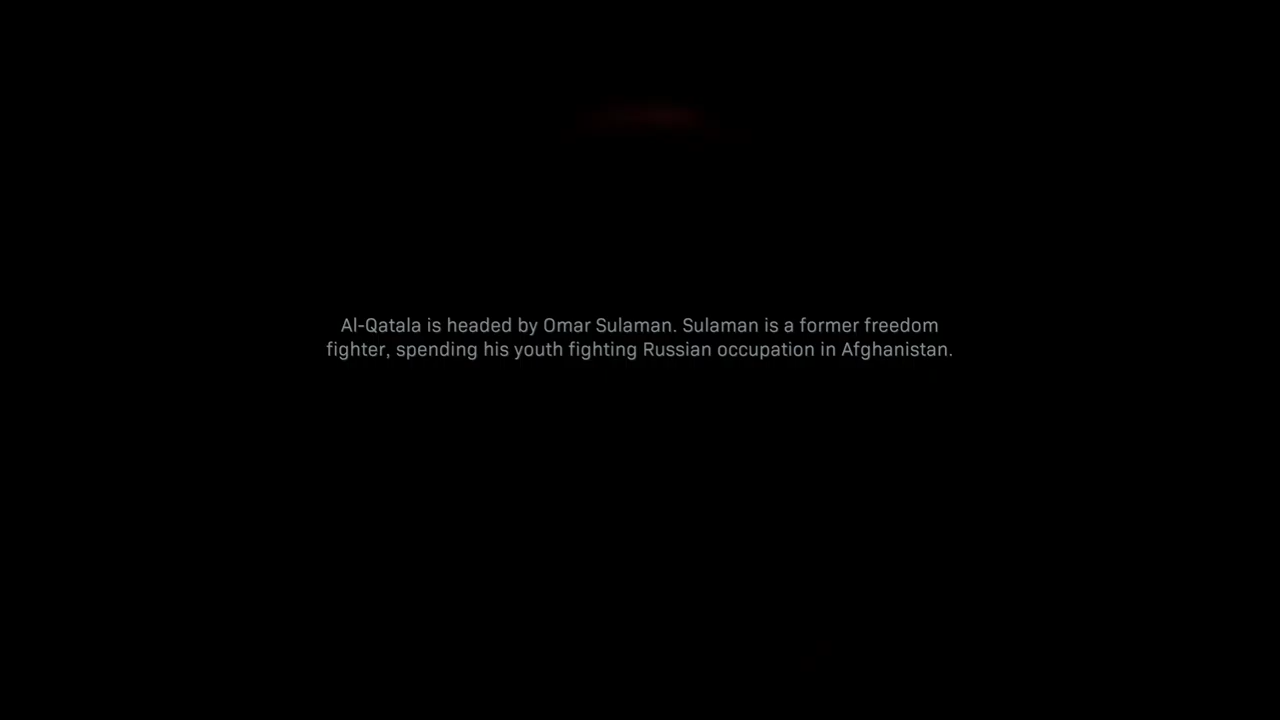 Al-Qatala is headed by Omar Sulaman. Sulaman is a former freedom
fighter, spending his youth fighting Russian occupation in Afghanistan.